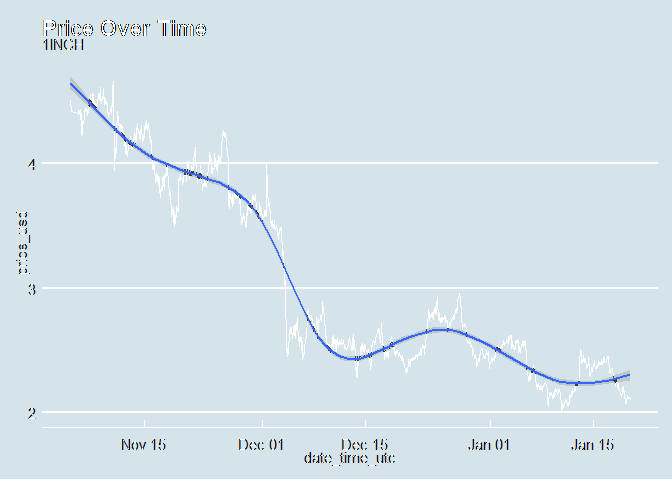 Price Over Time
1INCH
price_usd
4
3
2
Nov 15 Dec 01 Dec 15 Jan 01 Jan 15
date_time_utc